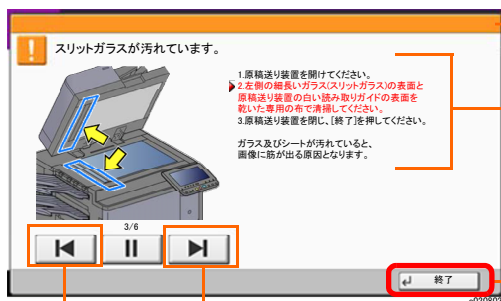 スリットガラスが汚れています。
1.原稿送り装置を開けてください。
2.左側の細長いガラス(スリットガラス)の表面と
原稿送り装置の白い読み取りガイドの表面を
乾いた専用の布で清掃してください。
3.原稿送り装置を閉じ、[終了]を押してください。
ガラス及びシートが汚れていると、
画像に筋が出る原因となります。
3/6
終了